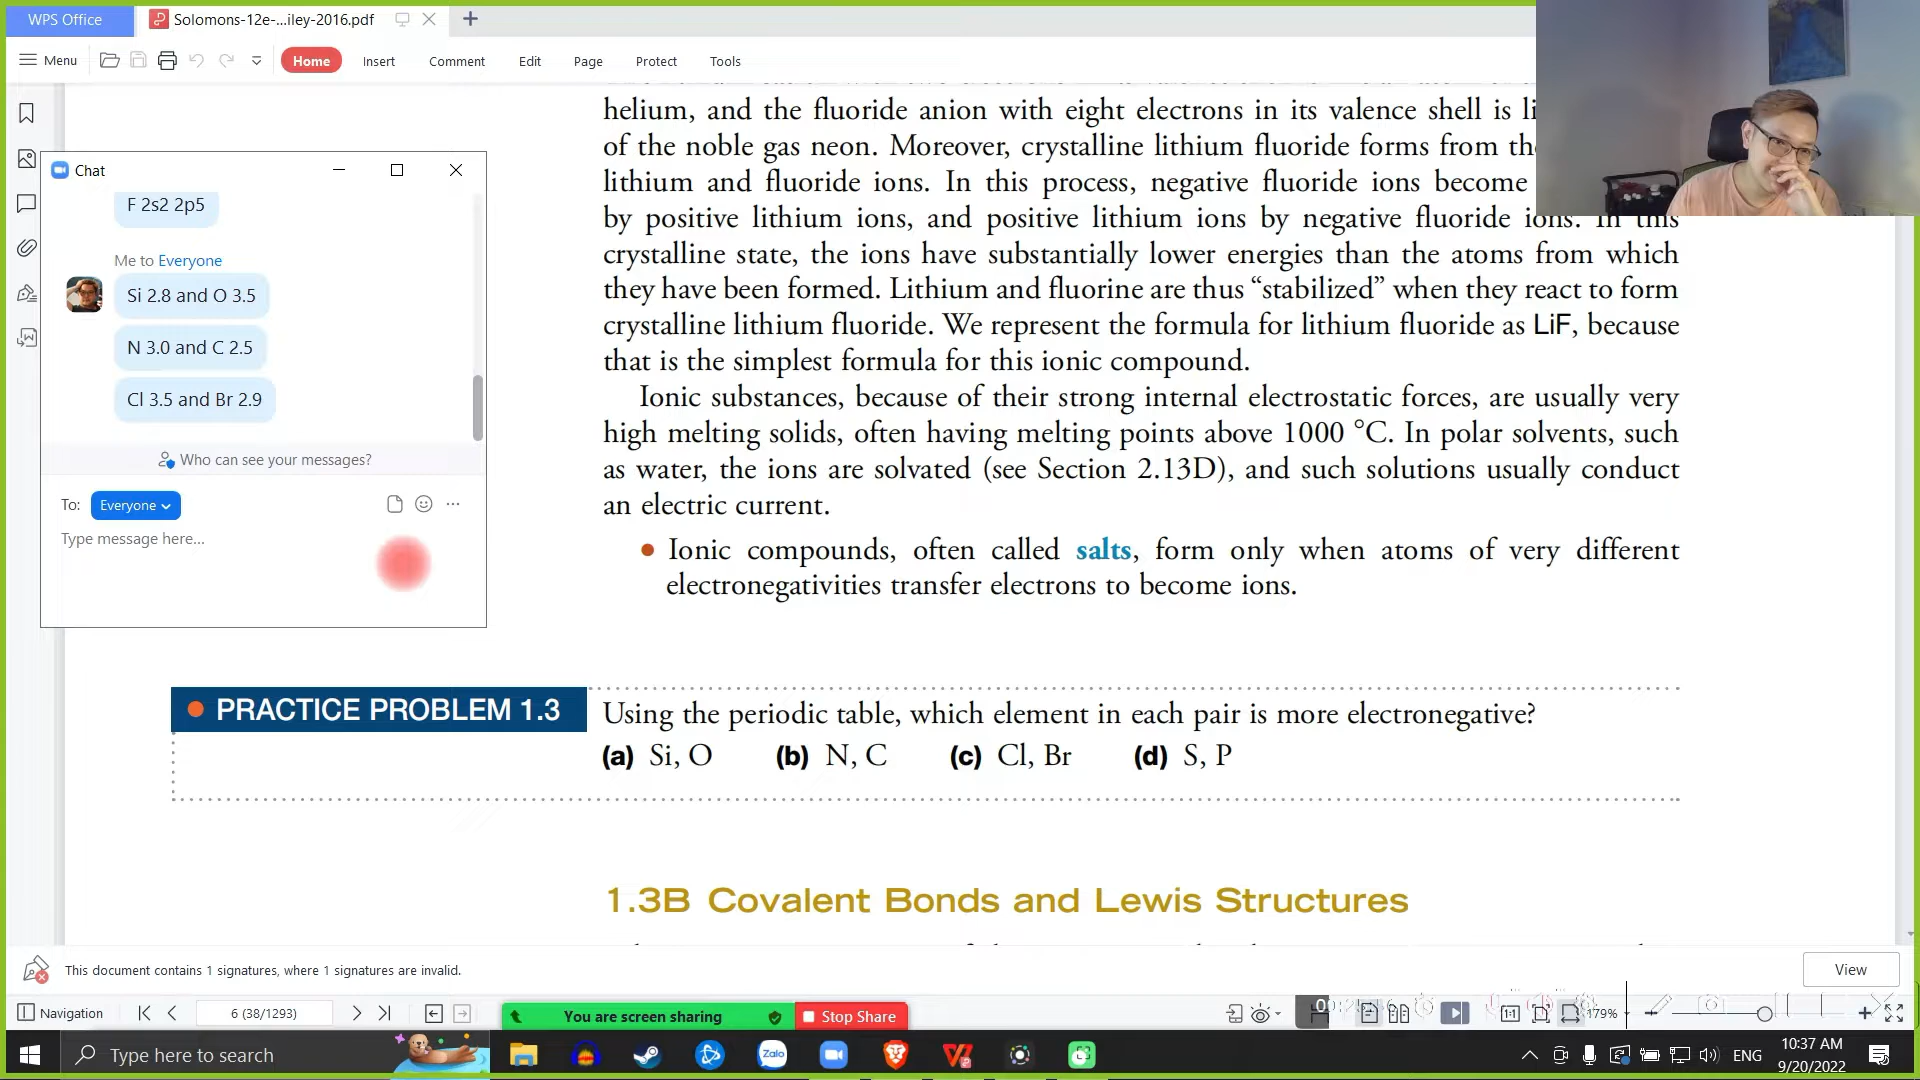 WPS Office
Solomons-12e-...iley-2016.pdf
Menu
Home
Insert
Comment
Edit
Page
Protect
Tools
helium, and the fluoride anion with eight electrons in its valence shell is
of the noble gas neon. Moreover, crystalline lithium fluoride forms from
lithium and fluoride ions. In this process, negative fluoride ions become
by positive lithium ions, and positive lithium ions by negative fluoride ions. In this
crystalline state, the ions have substantially lower energies than the atoms from which
they have been formed. Lithium and fluorine are thus “stabilized” when they react to form
crystalline lithium fluoride. We represent the formula for lithium fluoride as LiF, because
that is the simplest formula for this ionic compound.
Ionic substances, because of their strong internal electrostatic forces, are usually very
high melting solids, often having melting points above 1000 °C. In polar solvents, such
as water, the ions are solvated (see Section 2.13D), and such solutions usually conduct
an electric current.
• Ionic compounds, often called salts, form only when atoms of very different
electronegativities transfer electrons to become ions.
Chat
F 2s2 2p5
Me to Everyone
Si 2.8 and O 3.5
N 3.0 and C 2.5
Cl 3.5 and Br 2.9
Who can see your messages?
To: Everyone
Type message here...
• PRACTICE PROBLEM 1.3
Using the periodic table, which element in each pair is more electronegative?
(a) Si, O (b) N, C (c) Cl, Br (d) S, P
1.3B Covalent Bonds and Lewis Structures
This document contains 1 signatures, where 1 signatures are invalid.
View
Navigation
6 (38/1293)
You are screen sharing
Stop Share
179%
Type here to search
Zalo
ENG
10:37 AM
9/20/2022